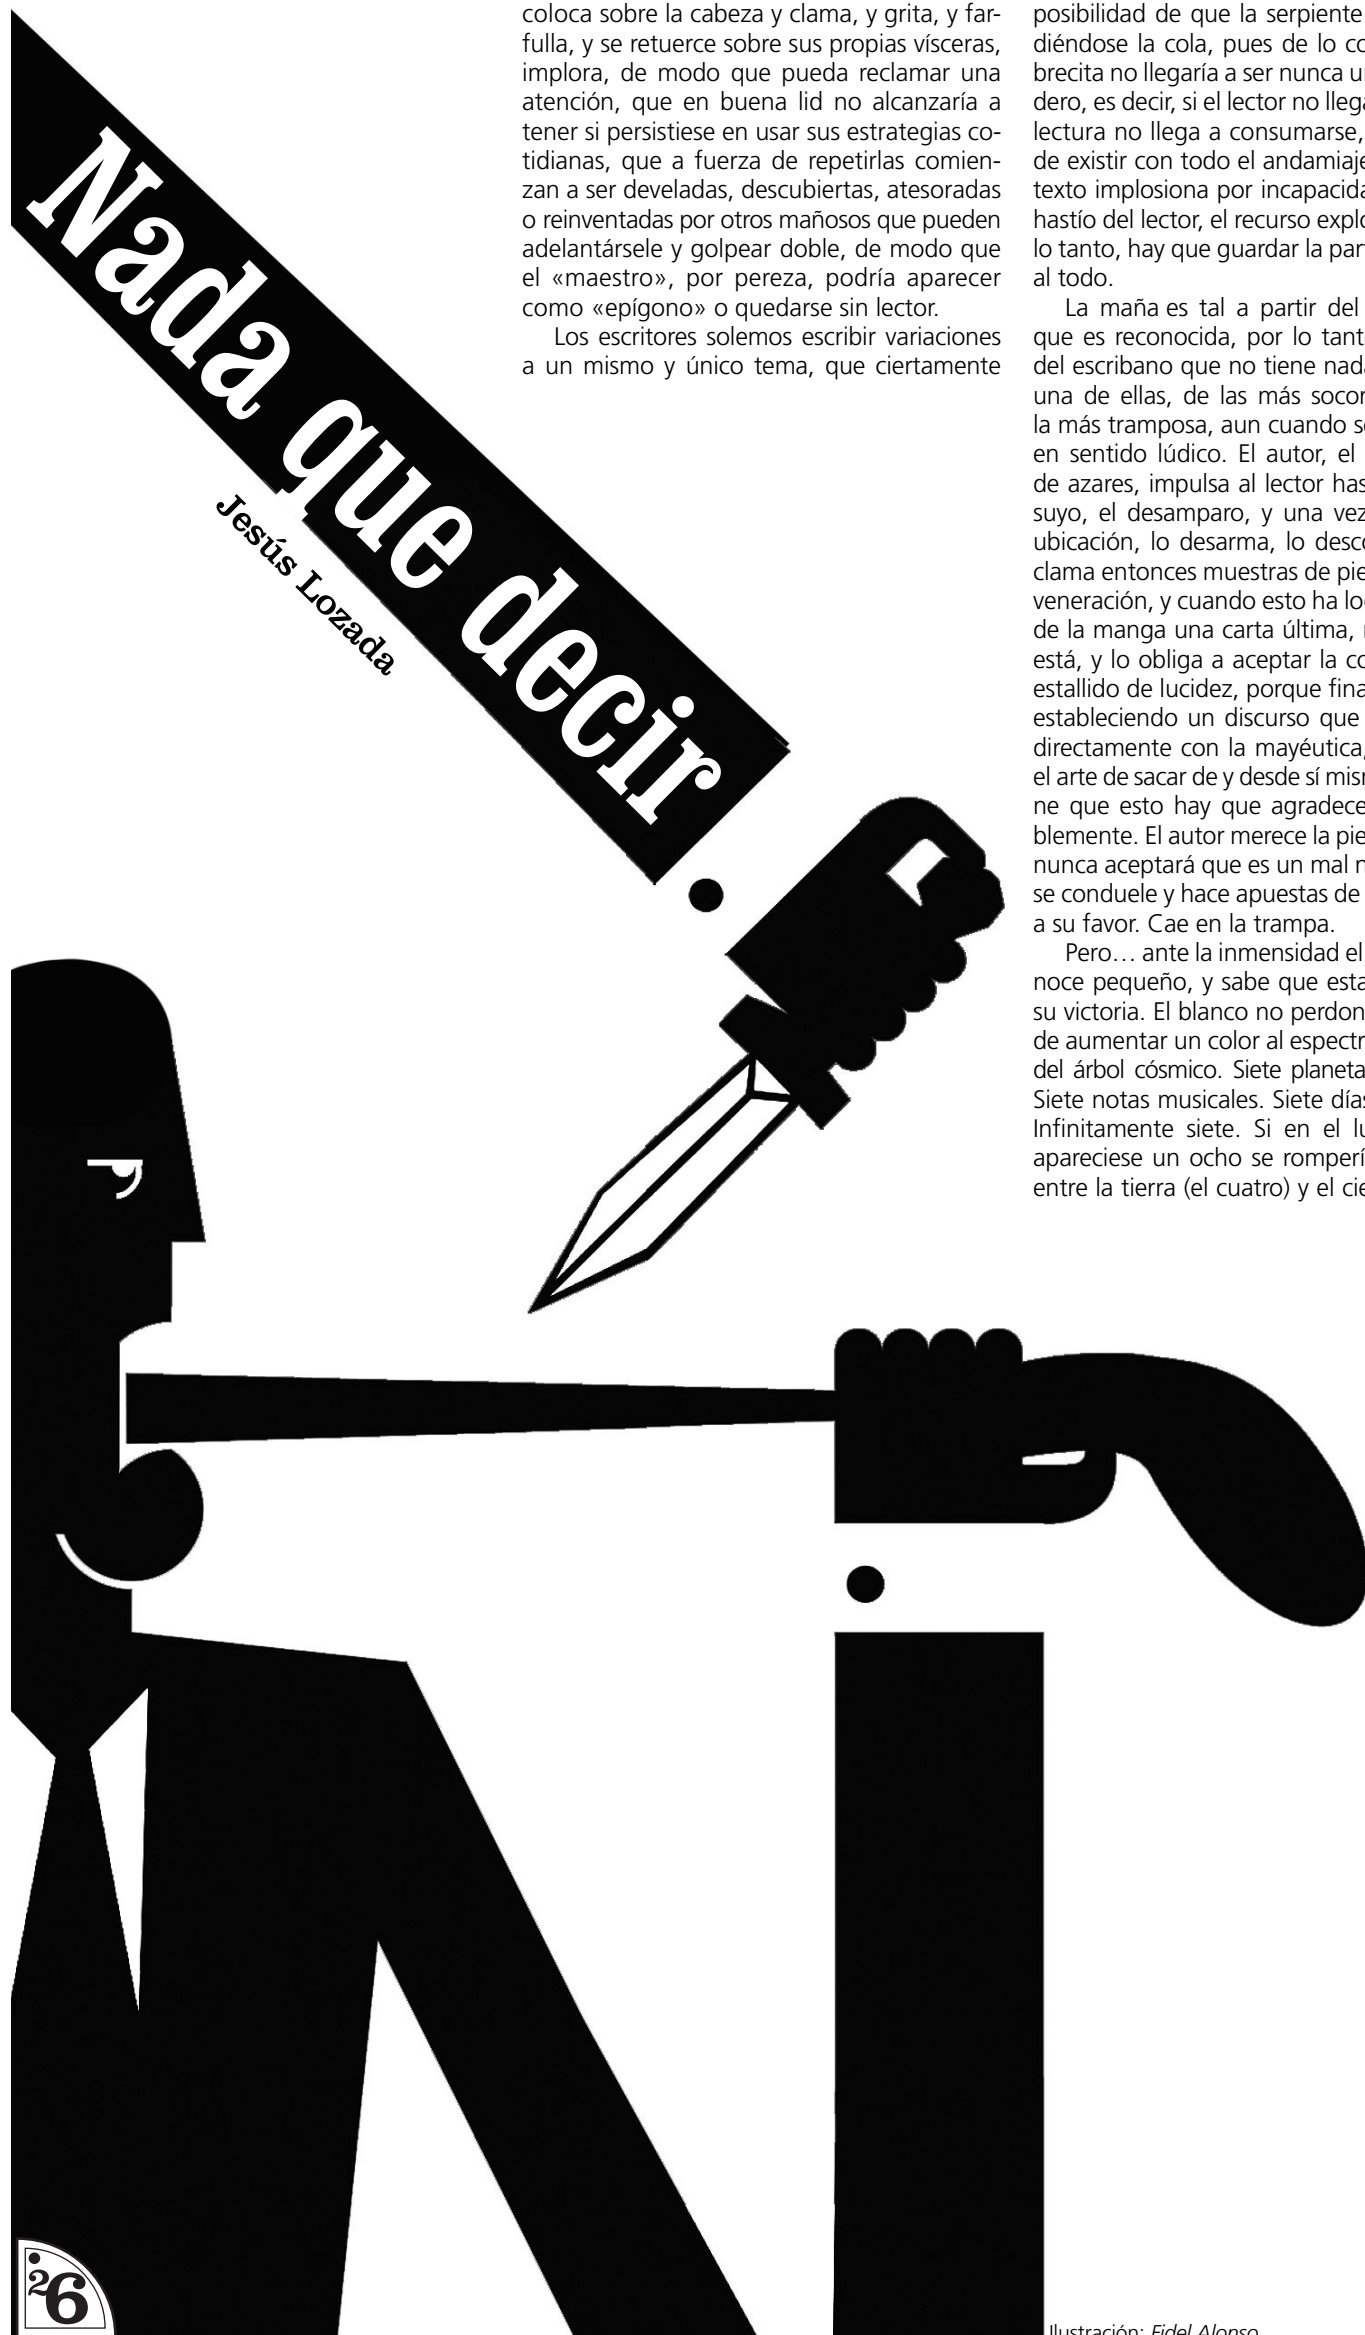 Nada que decir
Jesús Lozada
coloca sobre la cabeza y clama, y grita, y far-
fulla, y se retuerce sobre sus propias vísceras,
implora, de modo que pueda reclamar una
atención, que en buena lid no alcanzaría a
tener si persistiese en usar sus estrategias co-
tidianas, que a fuerza de repetirlas comien-
zan a ser develadas, descubiertas, atesoradas
o reinventadas por otros mañosos que pueden
adelantársele y golpear doble, de modo que
el «maestro», por pereza, podría aparecer
como «epígono» o quedarse sin lector.
Los escritores solemos escribir variaciones
a un mismo y único tema, que ciertamente
posibilidad de que la serpiente
diéndose la cola, pues de lo co
brecita no llegaría a ser nunca u
dero, es decir, si el lector no llega
lectura no llega a consumarse,
de existir con todo el andamiaje
texto implosiona por incapacida
hastío del lector, el recurso explo
lo tanto, hay que guardar la par
al todo.
La maña es tal a partir del
que es reconocida, por lo tant
del escribano que no tiene nada
una de ellas, de las más socor
la más tramposa, aun cuando s
en sentido lúdico. El autor, el
de azares, impulsa al lector has
suyo, el desamparo, y una vez
ubicación, lo desarma, lo desco
clama entonces muestras de pie
veneración, y cuando esto ha lo
de la manga una carta última,
está, y lo obliga a aceptar la co
estallido de lucidez, porque fina
estableciendo un discurso que
directamente con la mayéutica,
el arte de sacar de y desde sí mism
ne que esto hay que agradece
blemente. El autor merece la pie
nunca aceptará que es un mal
se conduele y hace apuestas de
a su favor. Cae en la trampa.
Pero… ante la inmensidad el
noce pequeño, y sabe que esta
su victoria. El blanco no perdon
de aumentar un color al espectr
del árbol cósmico. Siete planeta
Siete notas musicales. Siete días
Infinitamente siete. Si en el lu
apareciese un ocho se romperí
entre la tierra (el cuatro) y el cie
26
Ilustración: Fidel Alonso